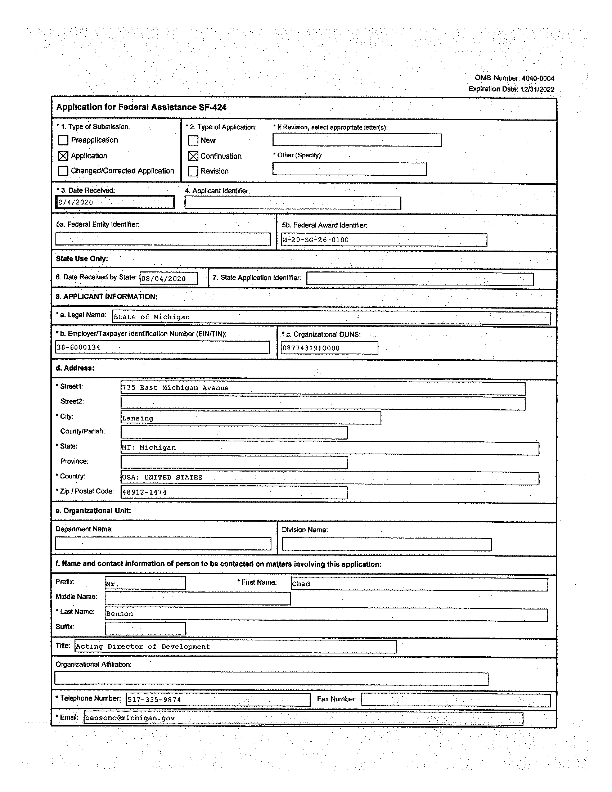 OMB Number: 4040-0004
Expiration Date: 12/31/2022
Application for Federal Assistance SF-424
* 1. Type of Submission: * 2. Type of Application: * If Revision, select appropriate letter(s):
Preapplication New
Application Continuation * Other (Specify):
Changed/Corrected Application Revision
* 3. Date Received: 4. Applicant Identifier:
8/4/2020
5a. Federal Entity Identifier: 5b. Federal Award Identifier:
State Use Only:
6. Date Received by State: 08/04/2020 7. State Application Identifier:
8. APPLICANT INFORMATION:
* a. Legal Name: State of Michigan
* b. Employer/Taxpayer Identification Number (EIN/TIN): * c. Organizational DUNS:
38-6000134
d. Address:
* Street1: 735 East Michigan Avenue
Street2:
* City: Lansing
County/Parish:
* State: MI: Michigan
Province:
* Country: USA: UNITED STATES
* Zip / Postal Code: 48912-1474
e. Organizational Unit:
Department Name: Division Name:
f. Name and contact information of person to be contacted on matters involving this application:
Prefix: Mr. * First Name: Chad
Middle Name:
* Last Name: Benson
Suffix:
Title: Acting Director of Development
Organizational Affiliation:
* Telephone Number: 517-335-9874 Fax Number:
* Email: bensonc@michigan.gov